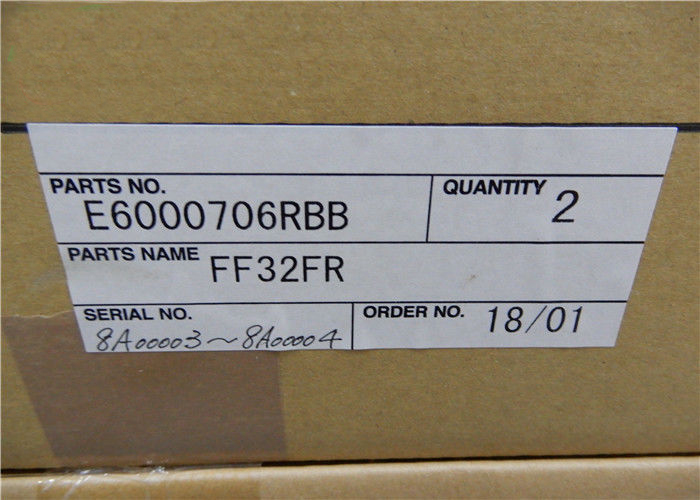 PARTS NO. QUANTITY
E6000706RBB 2
PARTS NAME FF32FR
SERIAL NO. ORDER NO. 18/01
8A00003~8A00004